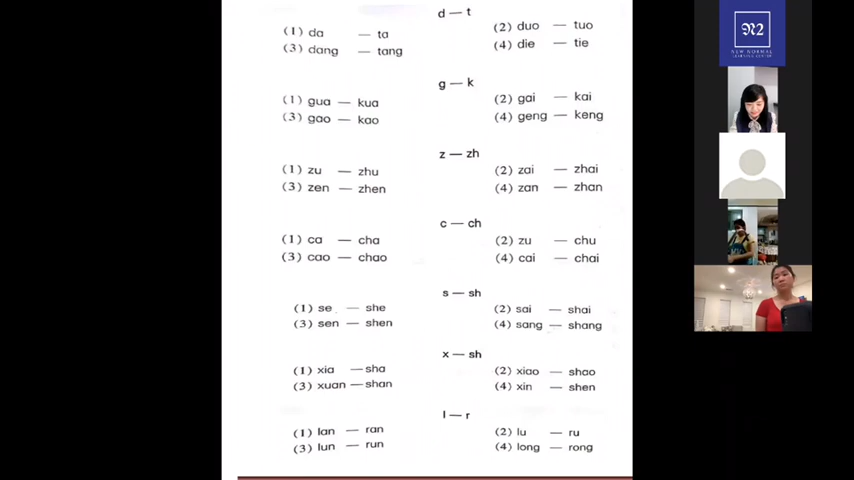 d — t
(1) da — ta (2) duo — tuo
(3) dang — tang (4) die — tie
g — k
(1) gua — kua (2) gai — kai
(3) gao — kao (4) geng — keng
z — zh
(1) zu — zhu (2) zai — zhai
(3) zen — zhen (4) zan — zhan
c — ch
(1) ca — cha (2) zu — chu
(3) cao — chao (4) cai — chai
s — sh
(1) se — she (2) sai — shai
(3) sen — shen (4) sang — shang
x — sh
(1) xia — sha (2) xiao — shao
(3) xuan — shan (4) xin — shen
l — r
(1) lan — ran (2) lu — ru
(3) lun — run (4) long — rong
N2
NEW NORMAL
LEARNING CENTER